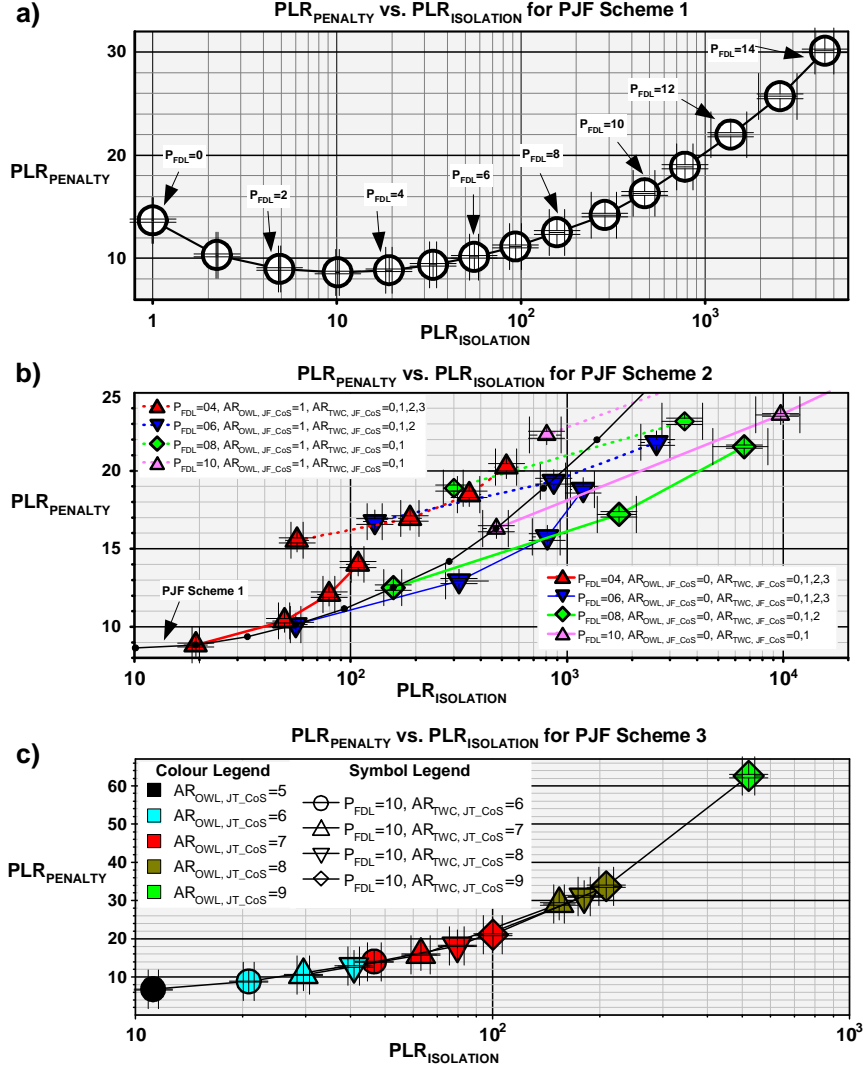 a)
PLR_PENALTY vs. PLR_ISOLATION for PJF Scheme 1
30
20
10
PLR_PENALTY
P_FDL=0
P_FDL=2
P_FDL=4
P_FDL=6
P_FDL=8
P_FDL=10
P_FDL=12
P_FDL=14
1 10 10^2 10^3
PLR_ISOLATION
b)
PLR_PENALTY vs. PLR_ISOLATION for PJF Scheme 2
25
20
15
10
PLR_PENALTY
P_FDL=04, AR_OWL, JF_CoS=1, AR_TWC, JF_CoS=0,1,2,3
P_FDL=06, AR_OWL, JF_CoS=1, AR_TWC, JF_CoS=0,1,2
P_FDL=08, AR_OWL, JF_CoS=1, AR_TWC, JF_CoS=0,1
P_FDL=10, AR_OWL, JF_CoS=1, AR_TWC, JF_CoS=0,1
PJF Scheme 1
P_FDL=04, AR_OWL, JF_CoS=0, AR_TWC, JF_CoS=0,1,2,3
P_FDL=06, AR_OWL, JF_CoS=0, AR_TWC, JF_CoS=0,1,2,3
P_FDL=08, AR_OWL, JF_CoS=0, AR_TWC, JF_CoS=0,1,2
P_FDL=10, AR_OWL, JF_CoS=0, AR_TWC, JF_CoS=0,1
10 10^2 10^3 10^4
PLR_ISOLATION
c)
PLR_PENALTY vs. PLR_ISOLATION for PJF Scheme 3
60
50
40
30
20
10
PLR_PENALTY
Colour Legend
AR_OWL, JT_CoS=5
AR_OWL, JT_CoS=6
AR_OWL, JT_CoS=7
AR_OWL, JT_CoS=8
AR_OWL, JT_CoS=9
Symbol Legend
P_FDL=10, AR_TWC, JT_CoS=6
P_FDL=10, AR_TWC, JT_CoS=7
P_FDL=10, AR_TWC, JT_CoS=8
P_FDL=10, AR_TWC, JT_CoS=9
10 10^2 10^3
PLR_ISOLATION